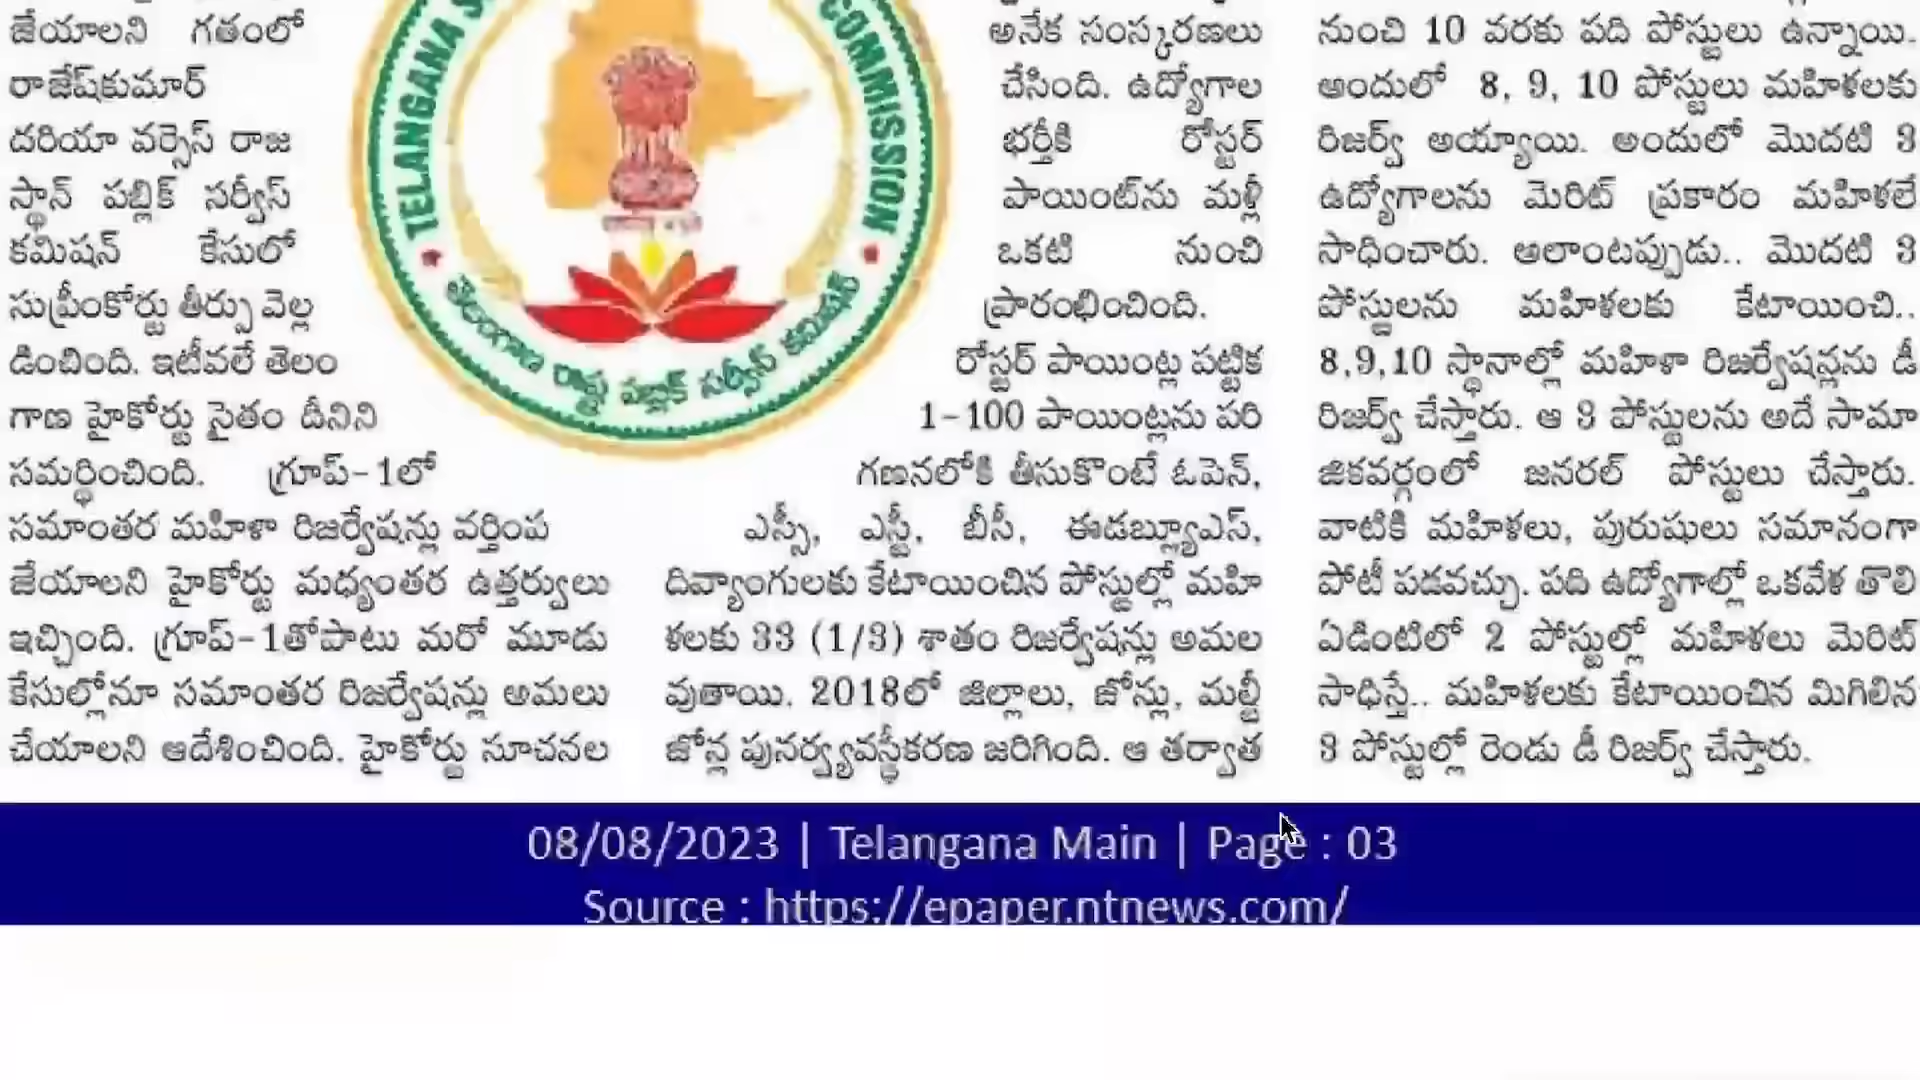 జేయాలని గతంలో
రాజేష్‌కుమార్
దరియా వర్సెస్ రాజ
స్థాన్ పబ్లిక్ సర్వీస్
కమిషన్ కేసులో
సుప్రీంకోర్టు తీర్పు వెల్ల
డించింది. ఇటీవలే తెలం
గాణ హైకోర్టు సైతం దీనిని
సమర్థించింది. గ్రూప్-1లో
సమాంతర మహిళా రిజర్వేషన్లు వర్తింప
జేయాలని హైకోర్టు మధ్యంతర ఉత్తర్వులు
ఇచ్చింది. గ్రూప్-1తోపాటు మరో మూడు
కేసుల్లోనూ సమాంతర రిజర్వేషన్లు అమలు
చేయాలని ఆదేశించింది. హైకోర్టు సూచనల
TELANGANA S
COMMISSION
తెలంగాణ రాష్ట్ర పబ్లిక్ సర్వీస్ కమిషన్
అనేక సంస్కరణలు
చేసింది. ఉద్యోగాల
భర్తీకి రోస్టర్
పాయింట్‌ను మళ్లీ
ఒకటి నుంచి
ప్రారంభించింది.
రోస్టర్ పాయింట్ల పట్టిక
1-100 పాయింట్లను పరి
గణనలోకి తీసుకొంటే ఓపెన్,
ఎస్సీ, ఎస్టీ, బీసీ, ఈడబ్ల్యూఎస్,
దివ్యాంగులకు కేటాయించిన పోస్టుల్లో మహి
ళలకు 33 (1/3) శాతం రిజర్వేషన్లు అమల
వుతాయి. 2018లో జిల్లాలు, జోన్లు, మల్టీ
జోన్ల పునర్వ్యవస్థీకరణ జరిగింది. ఆ తర్వాత
నుంచి 10 వరకు పది పోస్టులు ఉన్నాయి.
అందులో 8, 9, 10 పోస్టులు మహిళలకు
రిజర్వ్ అయ్యాయి. అందులో మొదటి 3
ఉద్యోగాలను మెరిట్ ప్రకారం మహిళలే
సాధించారు. అలాంటప్పుడు.. మొదటి 3
పోస్టులను మహిళలకు కేటాయించి..
8,9,10 స్థానాల్లో మహిళా రిజర్వేషన్లను డీ
రిజర్వ్ చేస్తారు. ఆ 3 పోస్టులను అదే సామా
జికవర్గంలో జనరల్ పోస్టులు చేస్తారు.
వాటికి మహిళలు, పురుషులు సమానంగా
పోటీ పడవచ్చు. పది ఉద్యోగాల్లో ఒకవేళ తొలి
ఏడింటిలో 2 పోస్టుల్లో మహిళలు మెరిట్
సాధిస్తే.. మహిళలకు కేటాయించిన మిగిలిన
3 పోస్టుల్లో రెండు డీ రిజర్వ్ చేస్తారు.
08/08/2023 | Telangana Main | Page : 03
Source : https://epaper.ntnews.com/